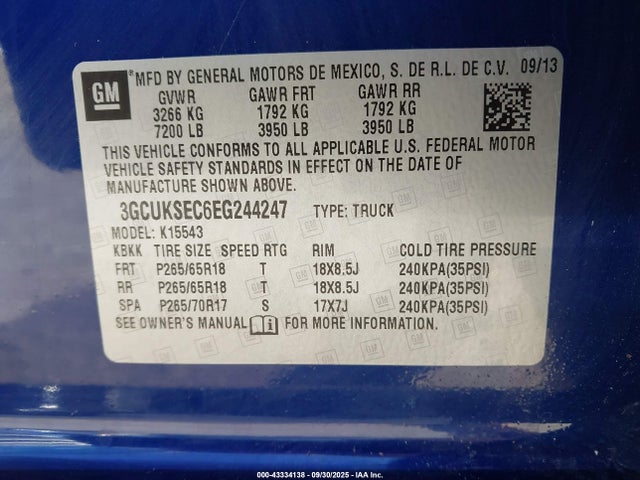 GM ® MFD BY GENERAL MOTORS DE MEXICO, S. DE R.L. DE C.V. 09/13
GVWR GAWR FRT GAWR RR
3266 KG 1792 KG 1792 KG
7200 LB 3950 LB 3950 LB
THIS VEHICLE CONFORMS TO ALL APPLICABLE U.S. FEDERAL MOTOR
VEHICLE SAFETY STANDARDS IN EFFECT ON THE DATE OF
MANUFACTURE SHOWN ABOVE.
3GCUKSEC6EG244247 TYPE: TRUCK
MODEL: K15543
KBKK TIRE SIZE SPEED RTG RIM COLD TIRE PRESSURE
FRT P265/65R18 T 18X8.5J 240KPA(35PSI)
RR P265/65R18 T 18X8.5J 240KPA(35PSI)
SPA P265/70R17 S 17X7J 240KPA(35PSI)
SEE OWNER'S MANUAL FOR MORE INFORMATION.
000-43334138 - 09/30/2025 - IAA Inc.